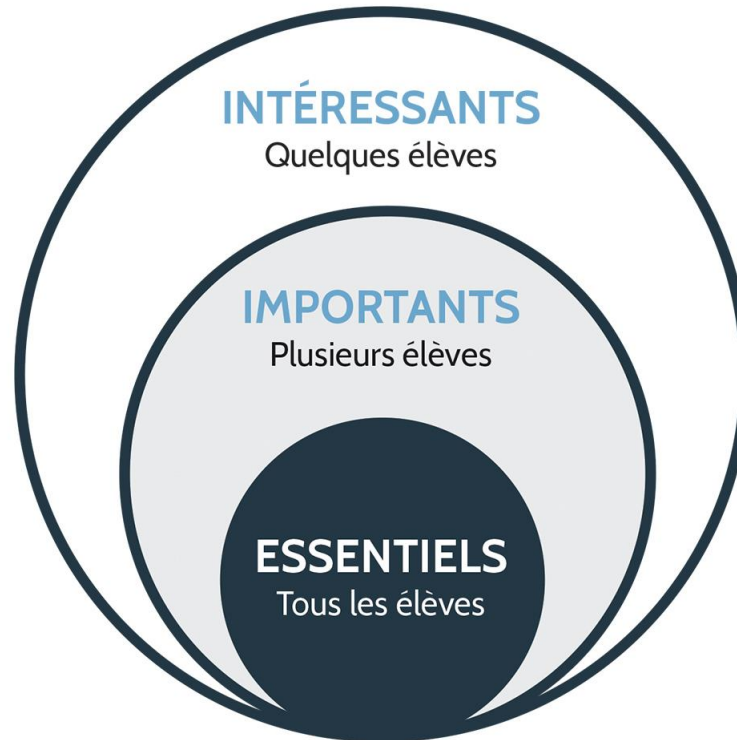 INTÉRESSANTS
Quelques élèves
IMPORTANTS
Plusieurs élèves
ESSENTIELS
Tous les élèves